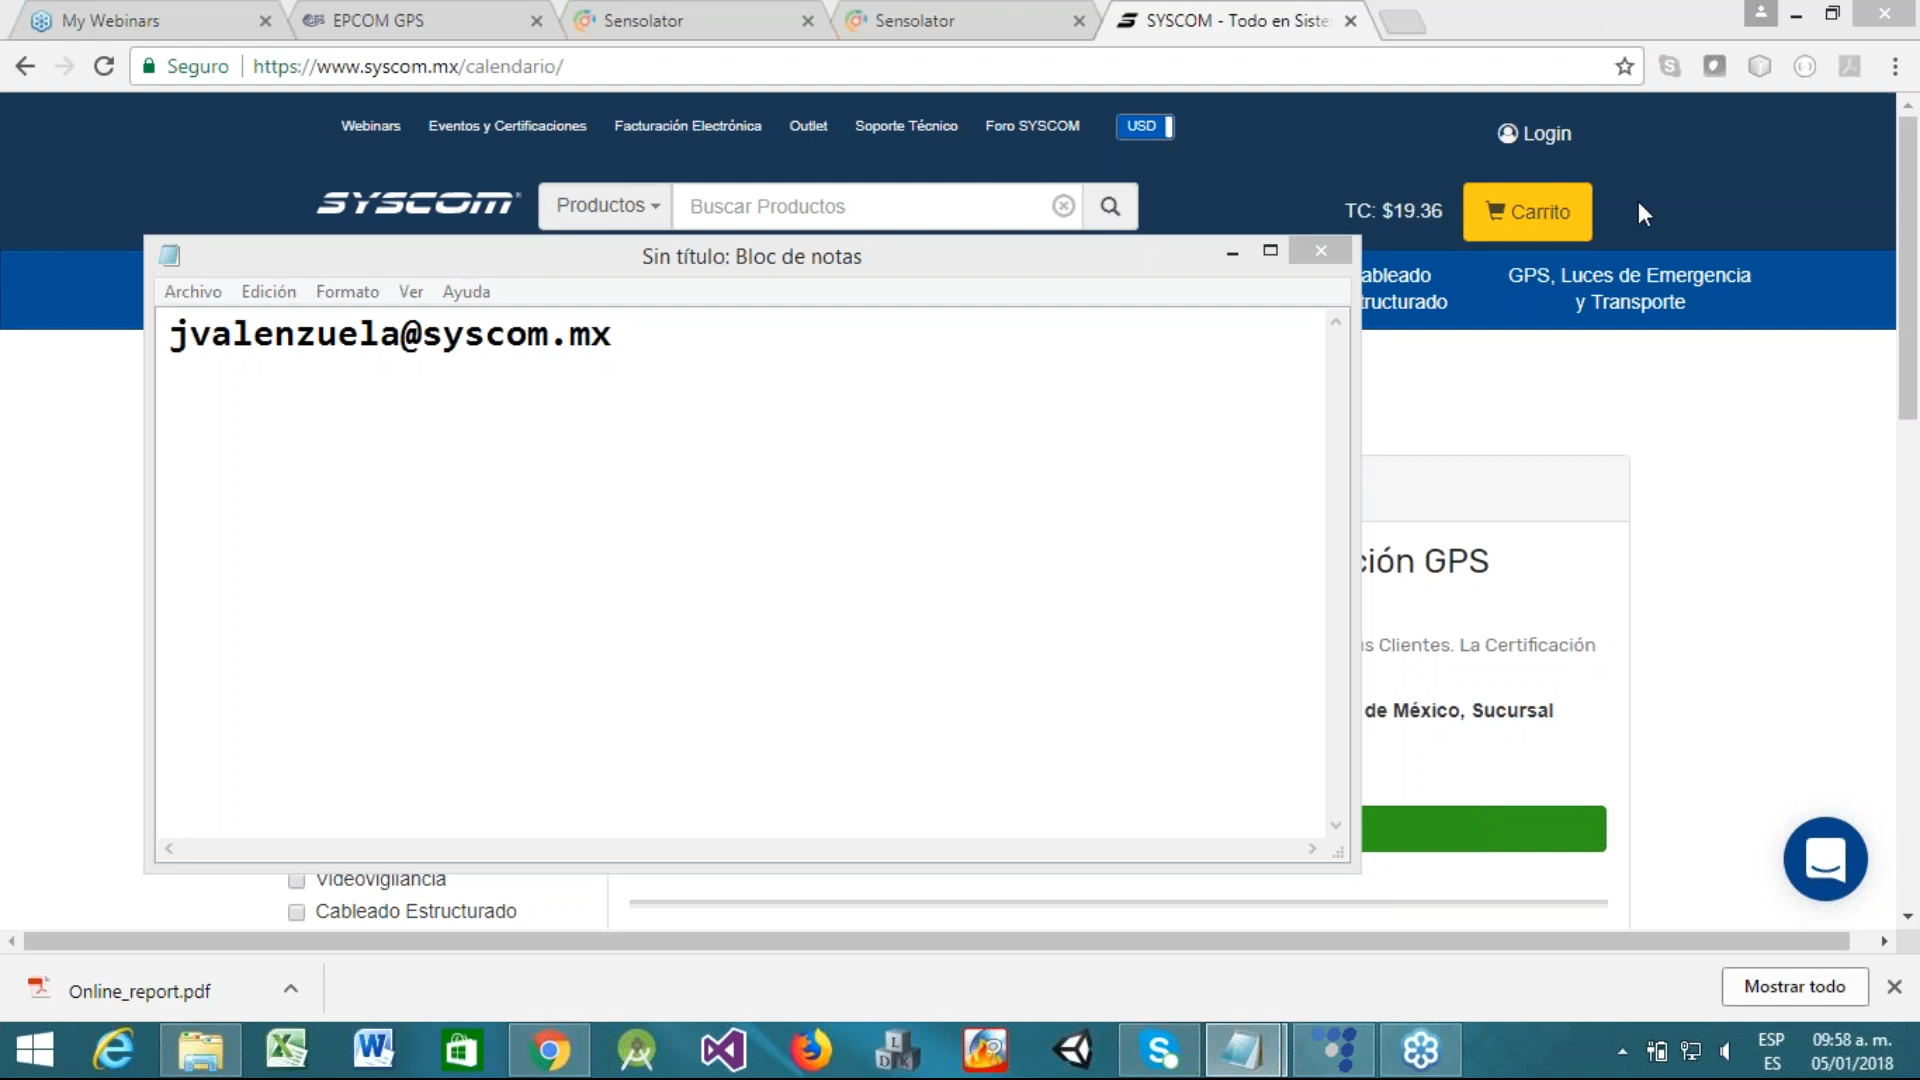 My Webinars
EPCOM GPS
Sensolator
Sensolator
SYSCOM - Todo en Siste
Seguro
https://www.syscom.mx/calendario/
Webinars
Eventos y Certificaciones
Facturación Electrónica
Outlet
Soporte Técnico
Foro SYSCOM
USD
Login
SYSCOM
Productos
Buscar Productos
TC: $19.36
Carrito
Sin título: Bloc de notas
Archivo Edición Formato Ver Ayuda
jvalenzuela@syscom.mx
ableado
ructurado
GPS, Luces de Emergencia
y Transporte
ción GPS
s Clientes. La Certificación
de México, Sucursal
Videovigilancia
Cableado Estructurado
Online_report.pdf
Mostrar todo
ESP
ES
09:58 a. m.
05/01/2018